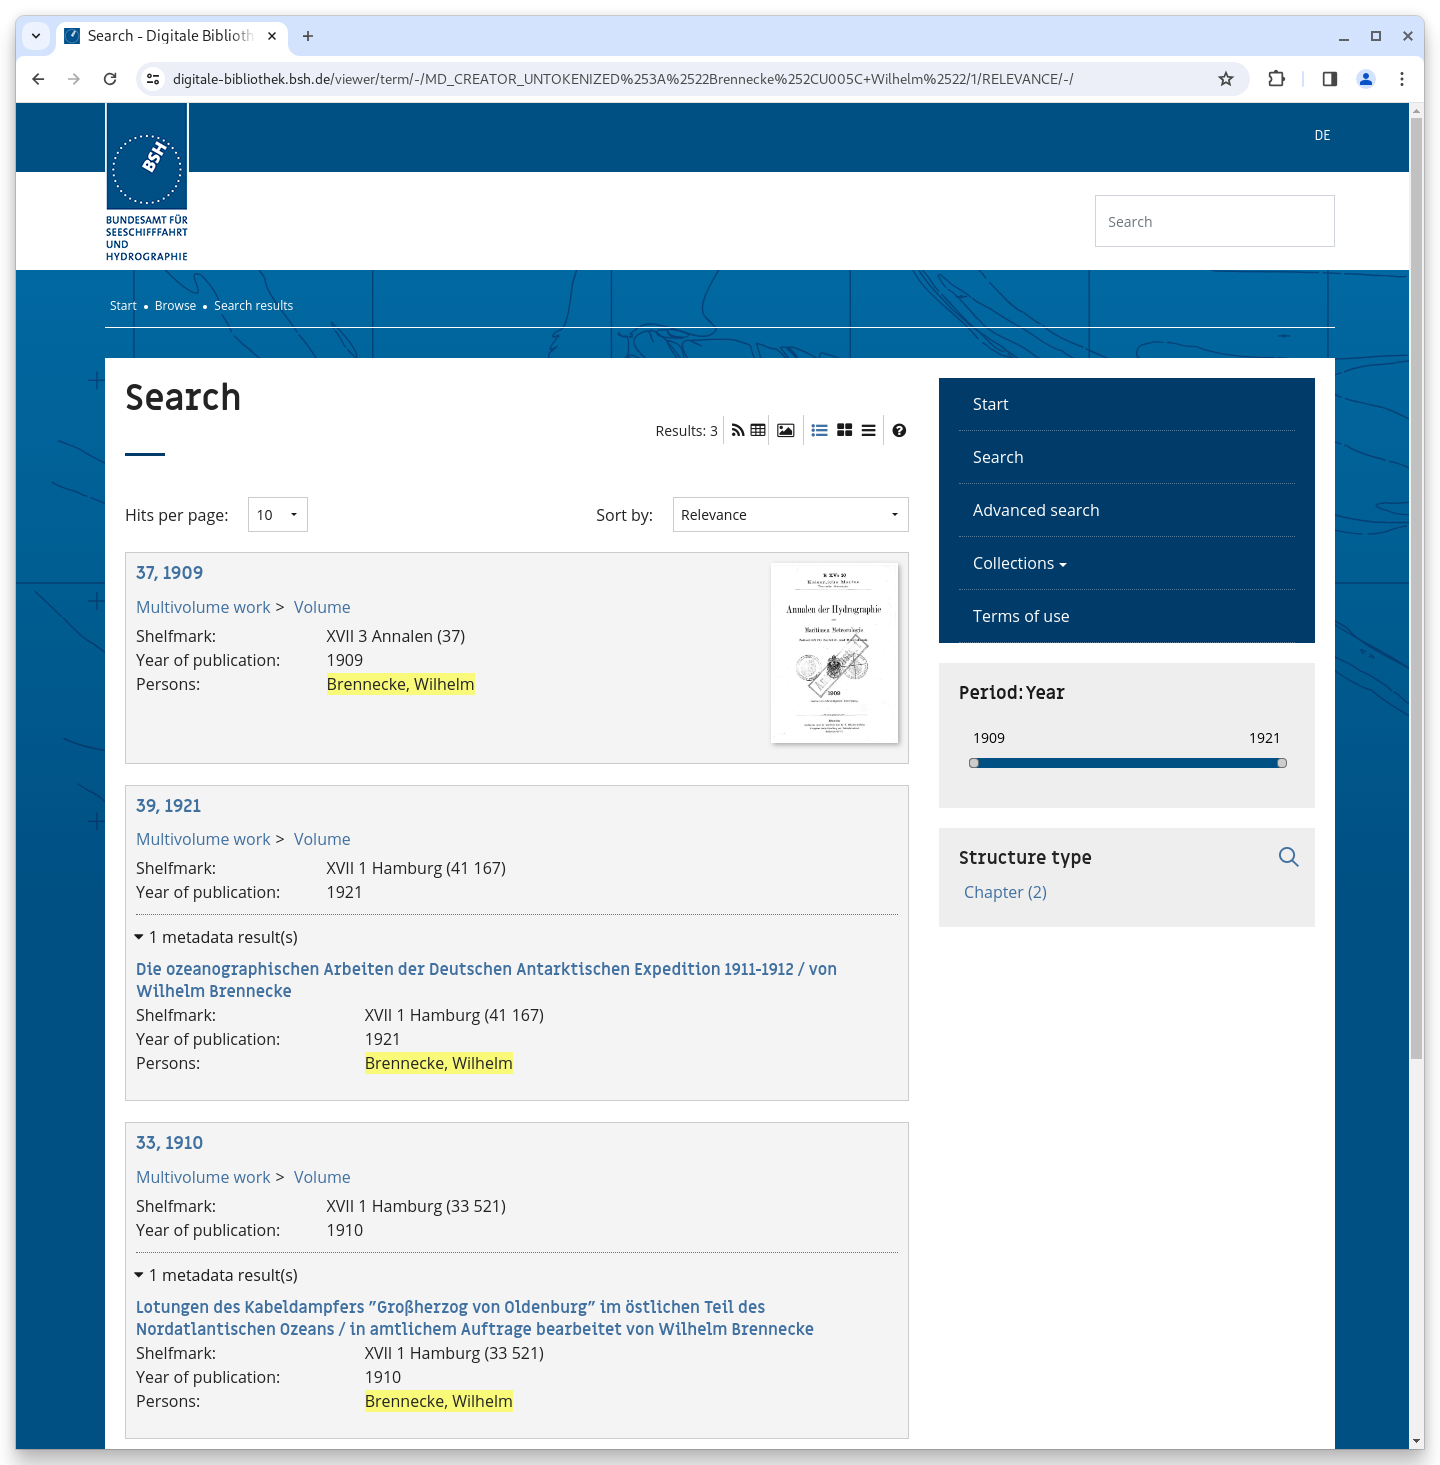 Search - Digitale Biblioth
digitale-bibliothek.bsh.de/viewer/term/-/MD_CREATOR_UNTOKENIZED%253A%2522Brennecke%252CU005C+Wilhelm%2522/1/RELEVANCE/-/
DE
BSH
BUNDESAMT FÜR
SEESCHIFFFAHRT
UND
HYDROGRAPHIE
Search
Start • Browse • Search results
Search
Results: 3
Hits per page: 10
Sort by: Relevance
37, 1909
Multivolume work > Volume
Shelfmark: XVII 3 Annalen (37)
Year of publication: 1909
Persons: Brennecke, Wilhelm
Annalen der Hydrographie
Maritimen Meteorologie
1909
39, 1921
Multivolume work > Volume
Shelfmark: XVII 1 Hamburg (41 167)
Year of publication: 1921
1 metadata result(s)
Die ozeanographischen Arbeiten der Deutschen Antarktischen Expedition 1911-1912 / von
Wilhelm Brennecke
Shelfmark: XVII 1 Hamburg (41 167)
Year of publication: 1921
Persons: Brennecke, Wilhelm
33, 1910
Multivolume work > Volume
Shelfmark: XVII 1 Hamburg (33 521)
Year of publication: 1910
1 metadata result(s)
Lotungen des Kabeldampfers "Großherzog von Oldenburg" im östlichen Teil des
Nordatlantischen Ozeans / in amtlichem Auftrage bearbeitet von Wilhelm Brennecke
Shelfmark: XVII 1 Hamburg (33 521)
Year of publication: 1910
Persons: Brennecke, Wilhelm
Start
Search
Advanced search
Collections
Terms of use
Period: Year
1909 1921
Structure type
Chapter (2)